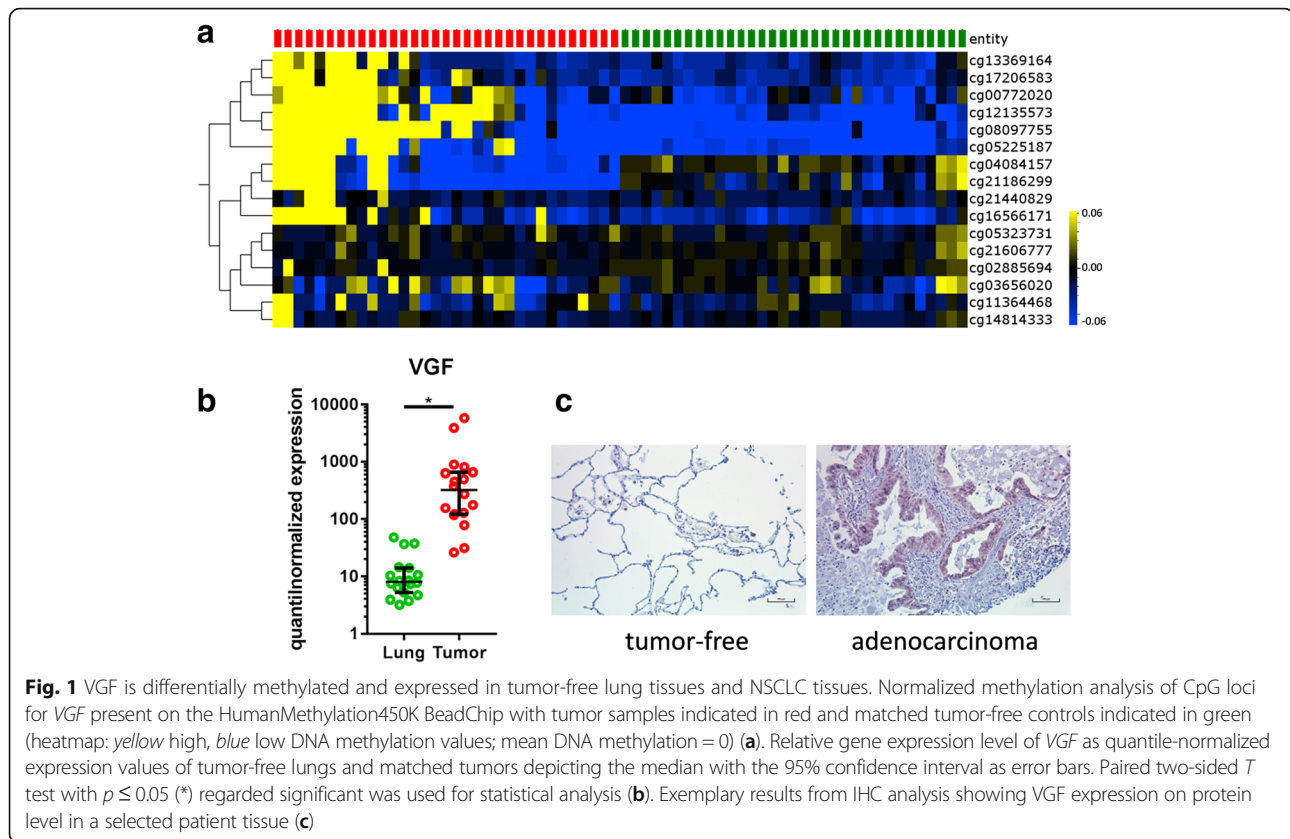 a
entity
cg13369164
cg17206583
cg00772020
cg12135573
cg08097755
cg05225187
cg04084157
cg21186299
cg21440829
cg16566171
cg05323731
cg21606777
cg02885694
cg03656020
cg11364468
cg14814333
0.06
0.00
-0.06
b
VGF
quantilnormalized expression
10000
1000
100
10
1
*
Lung Tumor
c
tumor-free
adenocarcinoma
Fig. 1 VGF is differentially methylated and expressed in tumor-free lung tissues and NSCLC tissues. Normalized methylation analysis of CpG loci
for VGF present on the HumanMethylation450K BeadChip with tumor samples indicated in red and matched tumor-free controls indicated in green
(heatmap: yellow high, blue low DNA methylation values; mean DNA methylation = 0) (a). Relative gene expression level of VGF as quantile-normalized
expression values of tumor-free lungs and matched tumors depicting the median with the 95% confidence interval as error bars. Paired two-sided T
test with p ≤ 0.05 (*) regarded significant was used for statistical analysis (b). Exemplary results from IHC analysis showing VGF expression on protein
level in a selected patient tissue (c)